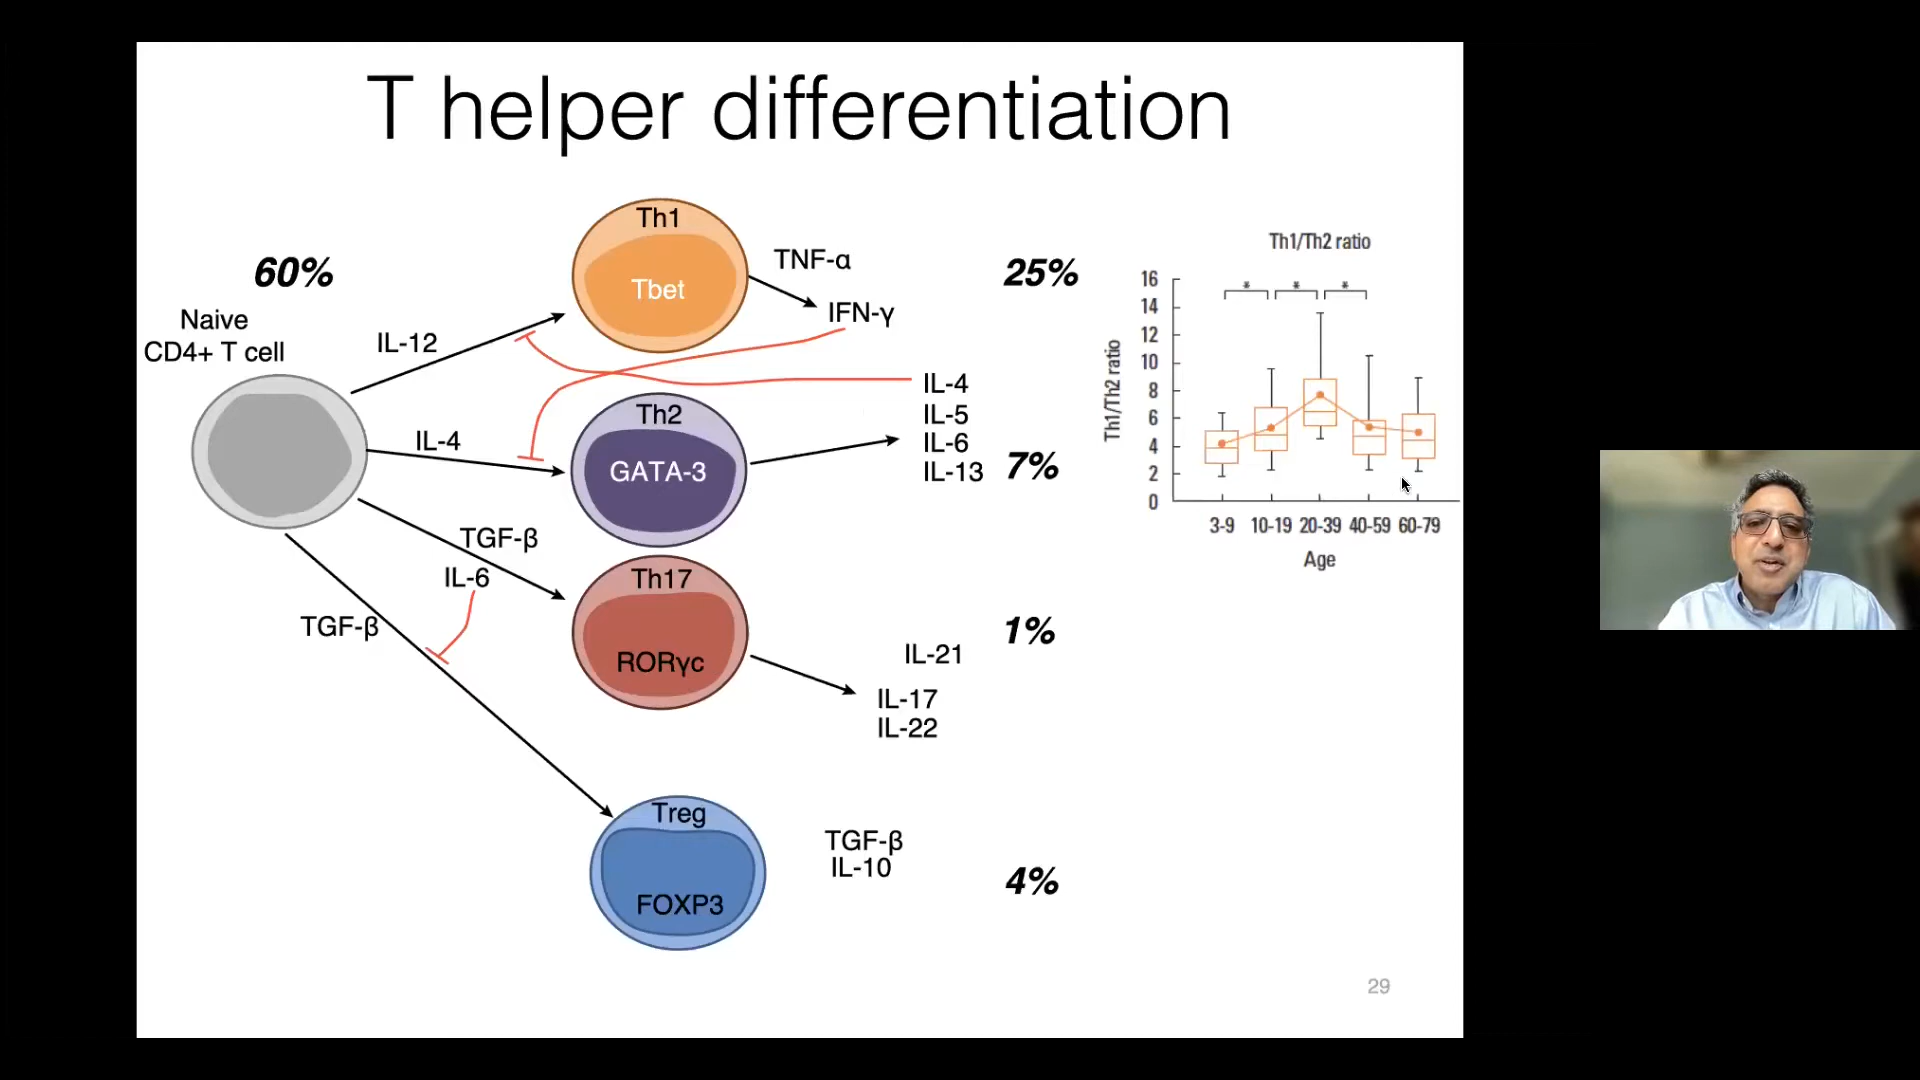 T helper differentiation
60%
Naive
CD4+ T cell
IL-12
IL-4
TGF-β
IL-6
TGF-β
Th1
Tbet
TNF-α
IFN-γ
25%
Th2
GATA-3
IL-4
IL-5
IL-6
IL-13
7%
Th17
RORγc
IL-21
IL-17
IL-22
1%
Treg
FOXP3
TGF-β
IL-10
4%
Th1/Th2 ratio
Th1/Th2 ratio
16
14
12
10
8
6
4
2
0
* * *
3-9 10-19 20-39 40-59 60-79
Age
29